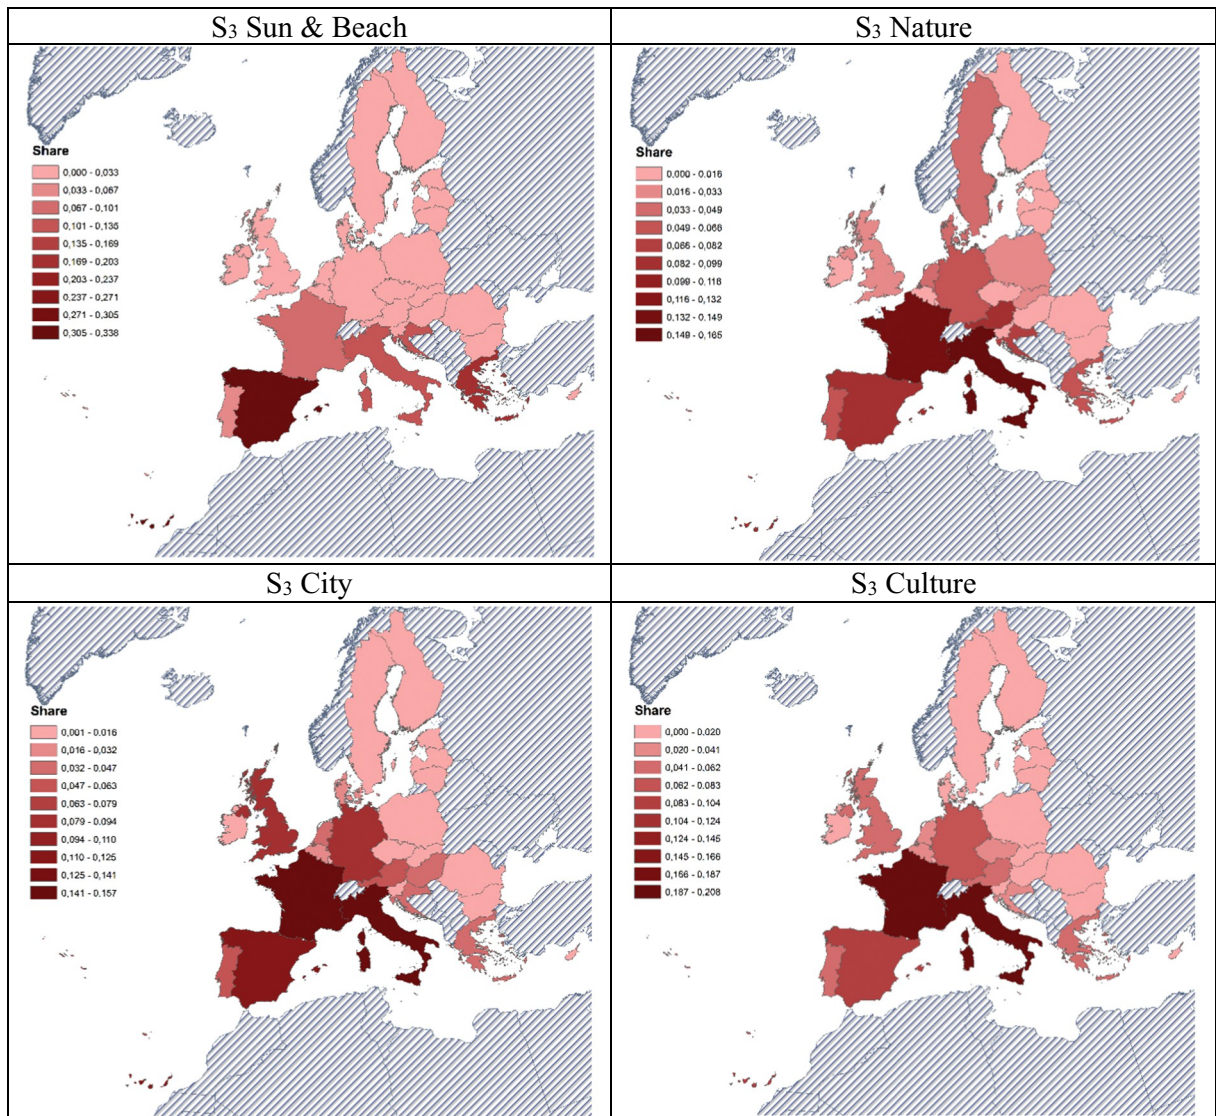 S₃ Sun & Beach
Share
0,000 - 0,033
0,033 - 0,067
0,067 - 0,101
0,101 - 0,135
0,135 - 0,169
0,169 - 0,203
0,203 - 0,237
0,237 - 0,271
0,271 - 0,305
0,305 - 0,338
S₃ Nature
Share
0,000 - 0,016
0,016 - 0,033
0,033 - 0,049
0,049 - 0,066
0,066 - 0,082
0,082 - 0,099
0,099 - 0,116
0,116 - 0,132
0,132 - 0,149
0,149 - 0,165
S₃ City
Share
0,001 - 0,016
0,016 - 0,032
0,032 - 0,047
0,047 - 0,063
0,063 - 0,079
0,079 - 0,094
0,094 - 0,110
0,110 - 0,125
0,125 - 0,141
0,141 - 0,157
S₃ Culture
Share
0,000 - 0,020
0,020 - 0,041
0,041 - 0,062
0,062 - 0,083
0,083 - 0,104
0,104 - 0,124
0,124 - 0,145
0,145 - 0,166
0,166 - 0,187
0,187 - 0,208